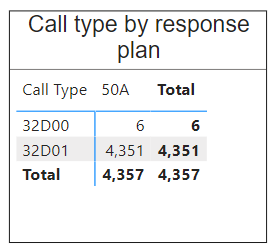 Call type by response
plan
Call Type 50A Total
32D00 6 6
32D01 4,351 4,351
Total 4,357 4,357